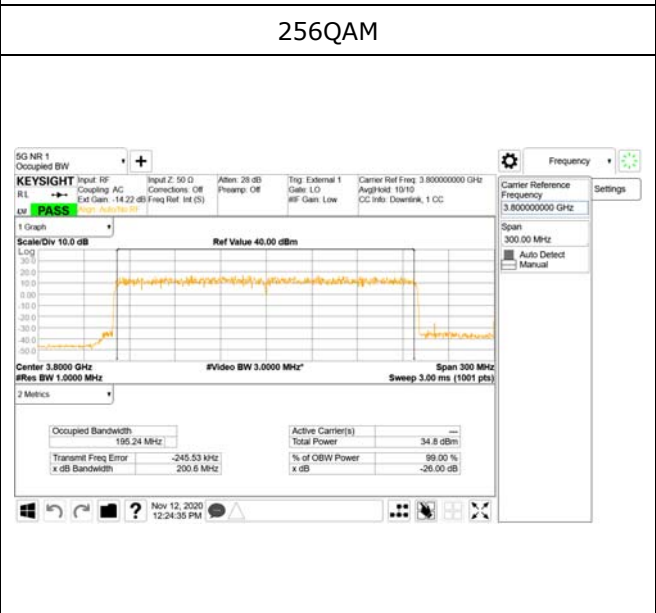 256QAM
5G NR 1
Occupied BW
+
Frequency
KEYSIGHT
RL
PASS
Input: RF
Coupling: AC
Ext Gain: -14.22 dB
Align: Auto/No RF
Input Z: 50 Ω
Corrections: Off
Freq Ref: Int (S)
Atten: 28 dB
Preamp: Off
Trig: External 1
Gate: LO
#IF Gain: Low
Carrier Ref Freq: 3.800000000 GHz
Avg|Hold: 10/10
CC Info: Downlink, 1 CC
Carrier Reference
Frequency
3.800000000 GHz
Settings
Span
300.00 MHz
Auto Detect
Manual
1 Graph
Scale/Div 10.0 dB
Ref Value 40.00 dBm
Log
30.0
20.0
10.0
0.00
-10.0
-20.0
-30.0
-40.0
-50.0
Center 3.8000 GHz
#Video BW 3.0000 MHz*
Span 300 MHz
#Res BW 1.0000 MHz
Sweep 3.00 ms (1001 pts)
2 Metrics
Occupied Bandwidth
195.24 MHz
Active Carrier(s)
---
Total Power
34.8 dBm
Transmit Freq Error
-245.53 kHz
% of OBW Power
99.00 %
x dB Bandwidth
200.6 MHz
x dB
-26.00 dB
?
Nov 12, 2020
12:24:35 PM